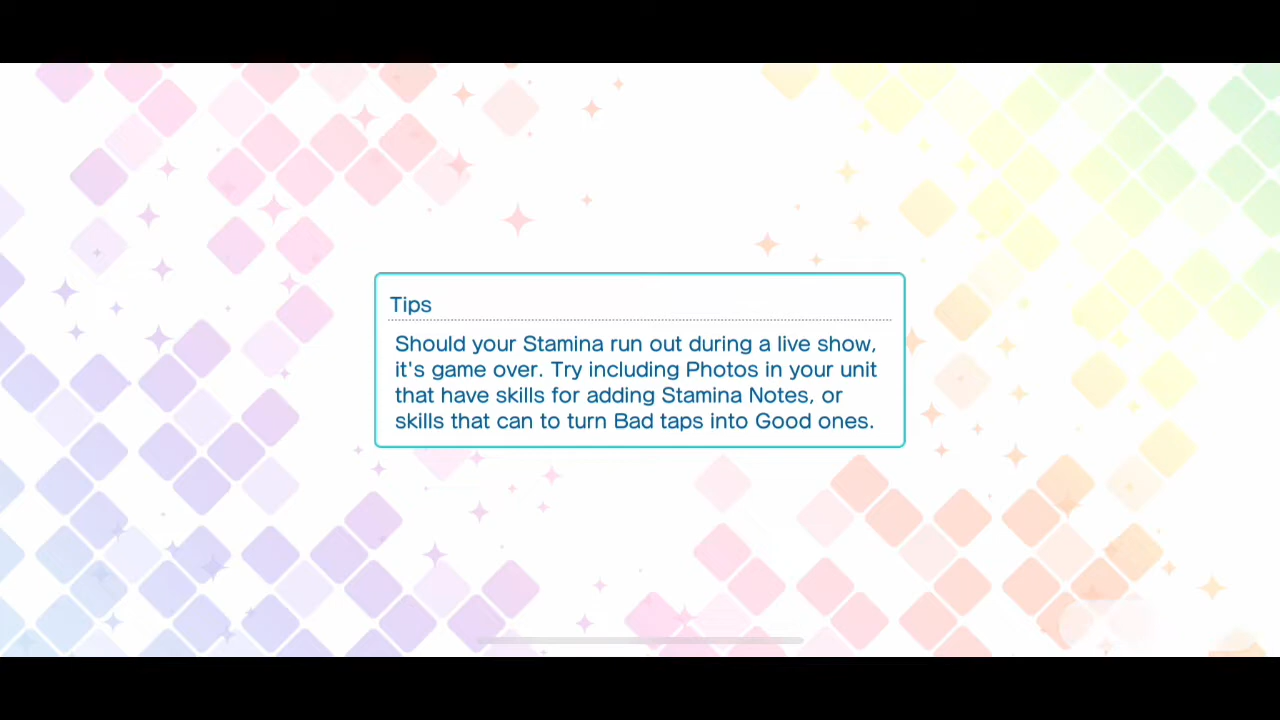 Tips
Should your Stamina run out during a live show,
it's game over. Try including Photos in your unit
that have skills for adding Stamina Notes, or
skills that can to turn Bad taps into Good ones.